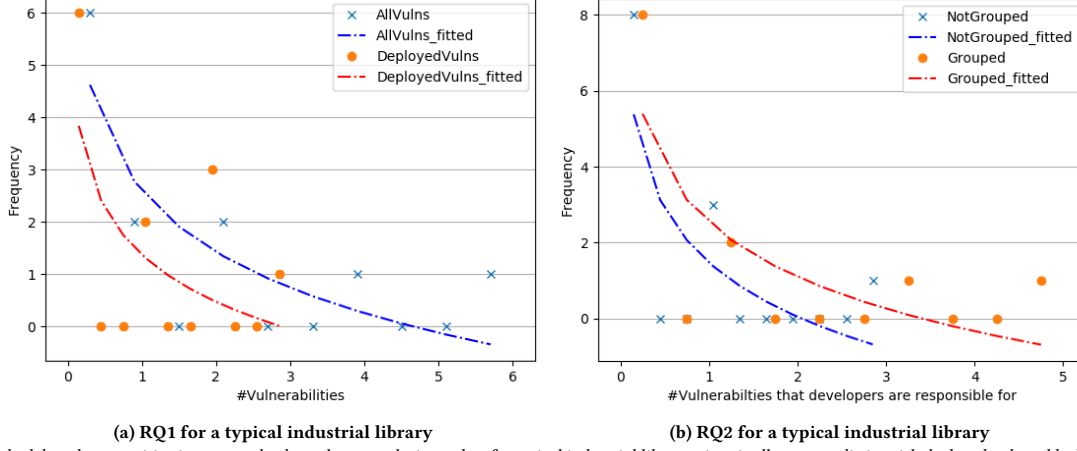 6
5
4
3
2
1
0
Frequency
0 1 2 3 4 5 6
#Vulnerabilities
AllVulns
AllVulns_fitted
DeployedVulns
DeployedVulns_fitted
(a) RQ1 for a typical industrial library
8
6
4
2
0
Frequency
0 1 2 3 4 5
#Vulnerabilties that developers are responsible for
NotGrouped
NotGrouped_fitted
Grouped
Grouped_fitted
(b) RQ2 for a typical industrial library